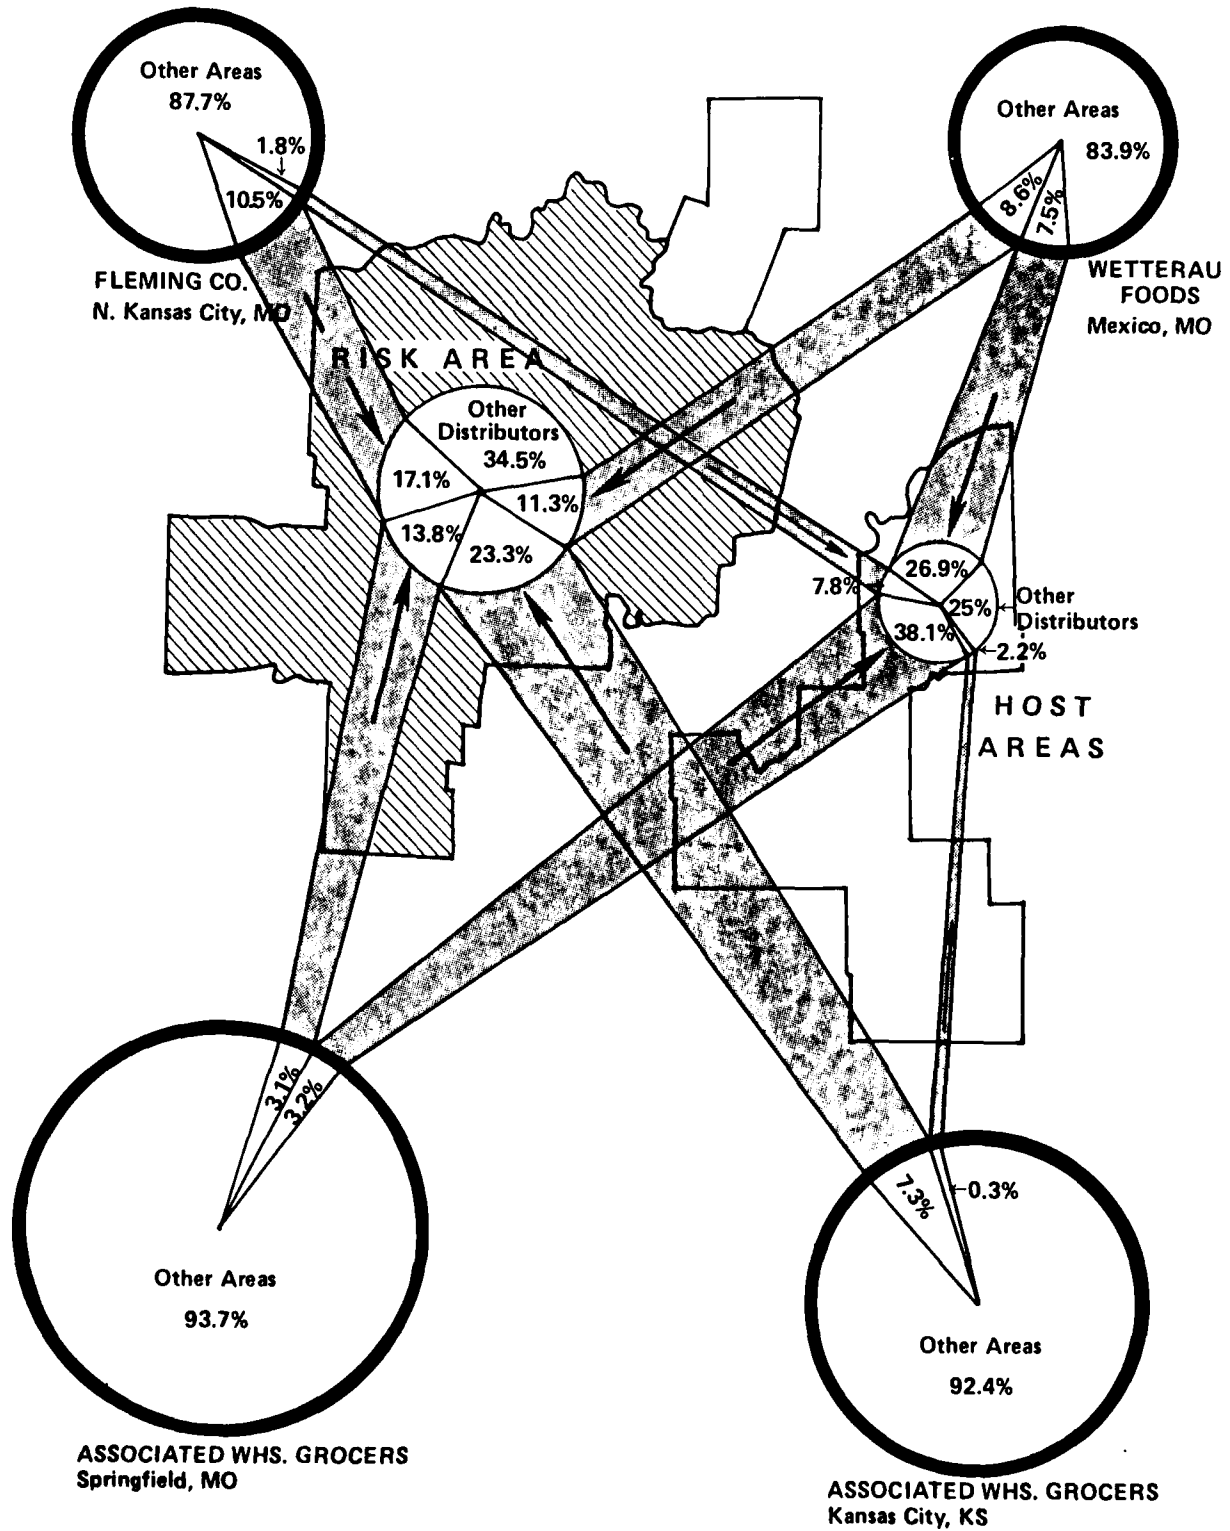 Other Areas
87.7%
1.8%
10.5%
FLEMING CO.
N. Kansas City, MO
Other Areas
83.9%
8.6%
7.5%
WETTERAU
FOODS
Mexico, MO
RISK AREA
Other
Distributors
34.5%
17.1%
11.3%
13.8%
23.3%
26.9%
7.8%
25%
Other
Distributors
38.1%
2.2%
HOST
AREAS
3.1%
3.2%
Other Areas
93.7%
ASSOCIATED WHS. GROCERS
Springfield, MO
7.3%
0.3%
Other Areas
92.4%
ASSOCIATED WHS. GROCERS
Kansas City, KS